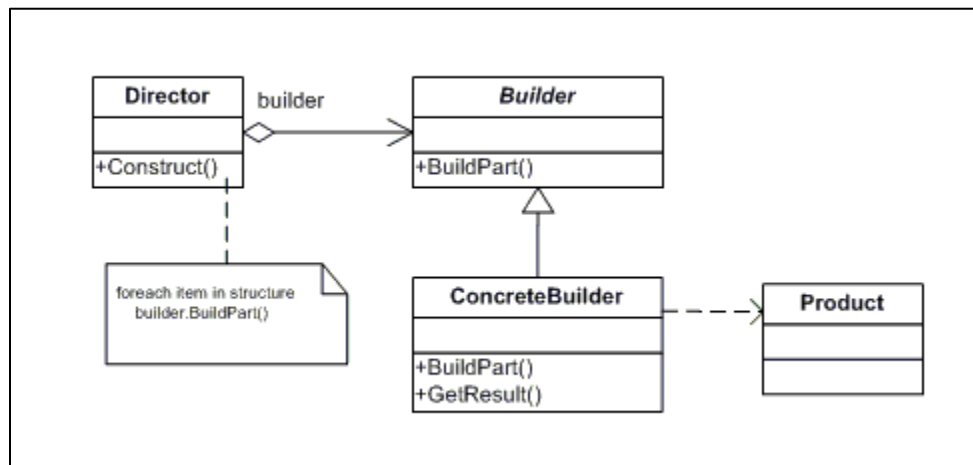 Director
+Construct()
builder
Builder
+BuildPart()
foreach item in structure
builder.BuildPart()
ConcreteBuilder
+BuildPart()
+GetResult()
Product